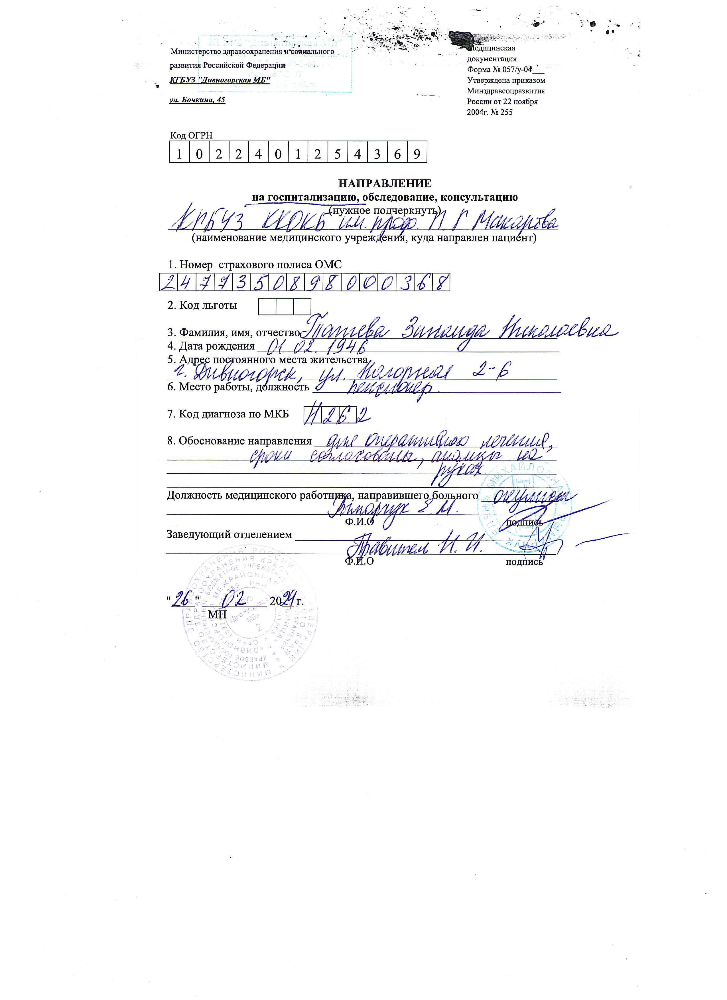 Министерство здравоохранения и социального
развития Российской Федерации
КГБУЗ "Дивногорская МБ"
ул. Бочкина, 45
Медицинская
документация
Форма № 057/у-04___
Утверждена приказом
Минздравсоцразвития
России от 22 ноября
2004г. № 255
Код ОГРН
1 0 2 2 4 0 1 2 5 4 3 6 9
НАПРАВЛЕНИЕ
на госпитализацию, обследование, консультацию
(нужное подчеркнуть)
КГБУЗ ККОКБ им. проф. П. Г. Макарова
(наименование медицинского учреждения, куда направлен пациент)
1. Номер страхового полиса ОМС
2 4 7 7 3 5 0 8 9 8 0 0 0 3 6 8
2. Код льготы
3. Фамилия, имя, отчество Зинаида Николаевна
4. Дата рождения 01 02. 1946
5. Адрес постоянного места жительства
г. Дивногорск, ул. Нагорная 2-6
6. Место работы, должность пенсионер
7. Код диагноза по МКБ H 26 2
8. Обоснование направления для оперативного лечения,
сроки согласованы, анализы на
руках.
Должность медицинского работника, направившего больного окулист
Е. М.
Ф.И.О подпись
Заведующий отделением
Правитель И. И.
Ф.И.О подпись
"26" 02 2024 г.
МП